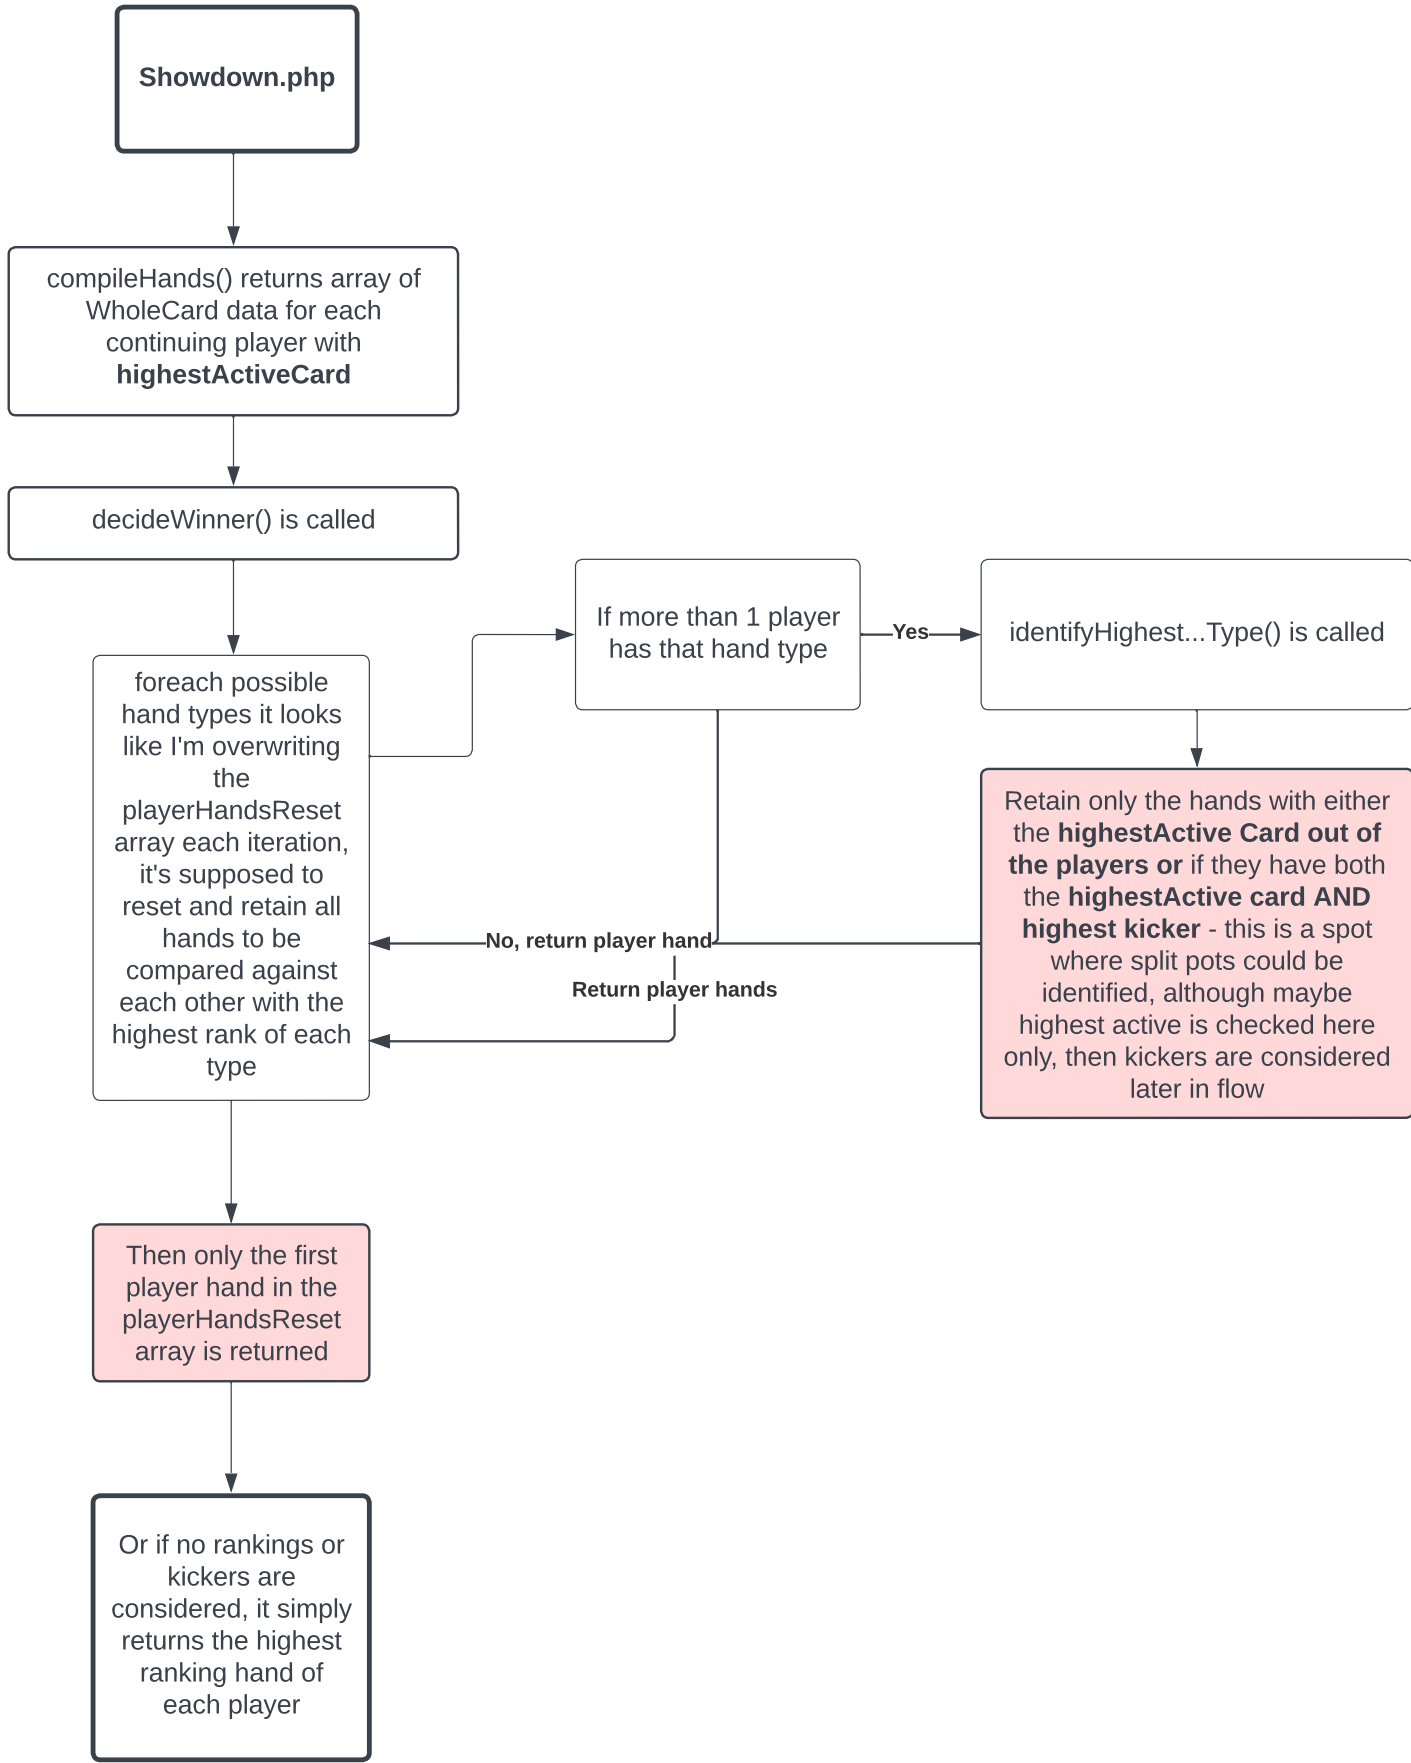 Showdown.php
compileHands() returns array of
WholeCard data for each
continuing player with
highestActiveCard
decideWinner() is called
foreach possible
hand types it looks
like I'm overwriting
the
playerHandsReset
array each iteration,
it's supposed to
reset and retain all
hands to be
compared against
each other with the
highest rank of each
type
If more than 1 player
has that hand type
Yes
identifyHighest...Type() is called
Retain only the hands with either
the highestActive Card out of
the players or if they have both
the highestActive card AND
highest kicker - this is a spot
where split pots could be
identified, although maybe
highest active is checked here
only, then kickers are considered
later in flow
No, return player hand
Return player hands
Then only the first
player hand in the
playerHandsReset
array is returned
Or if no rankings or
kickers are
considered, it simply
returns the highest
ranking hand of
each player